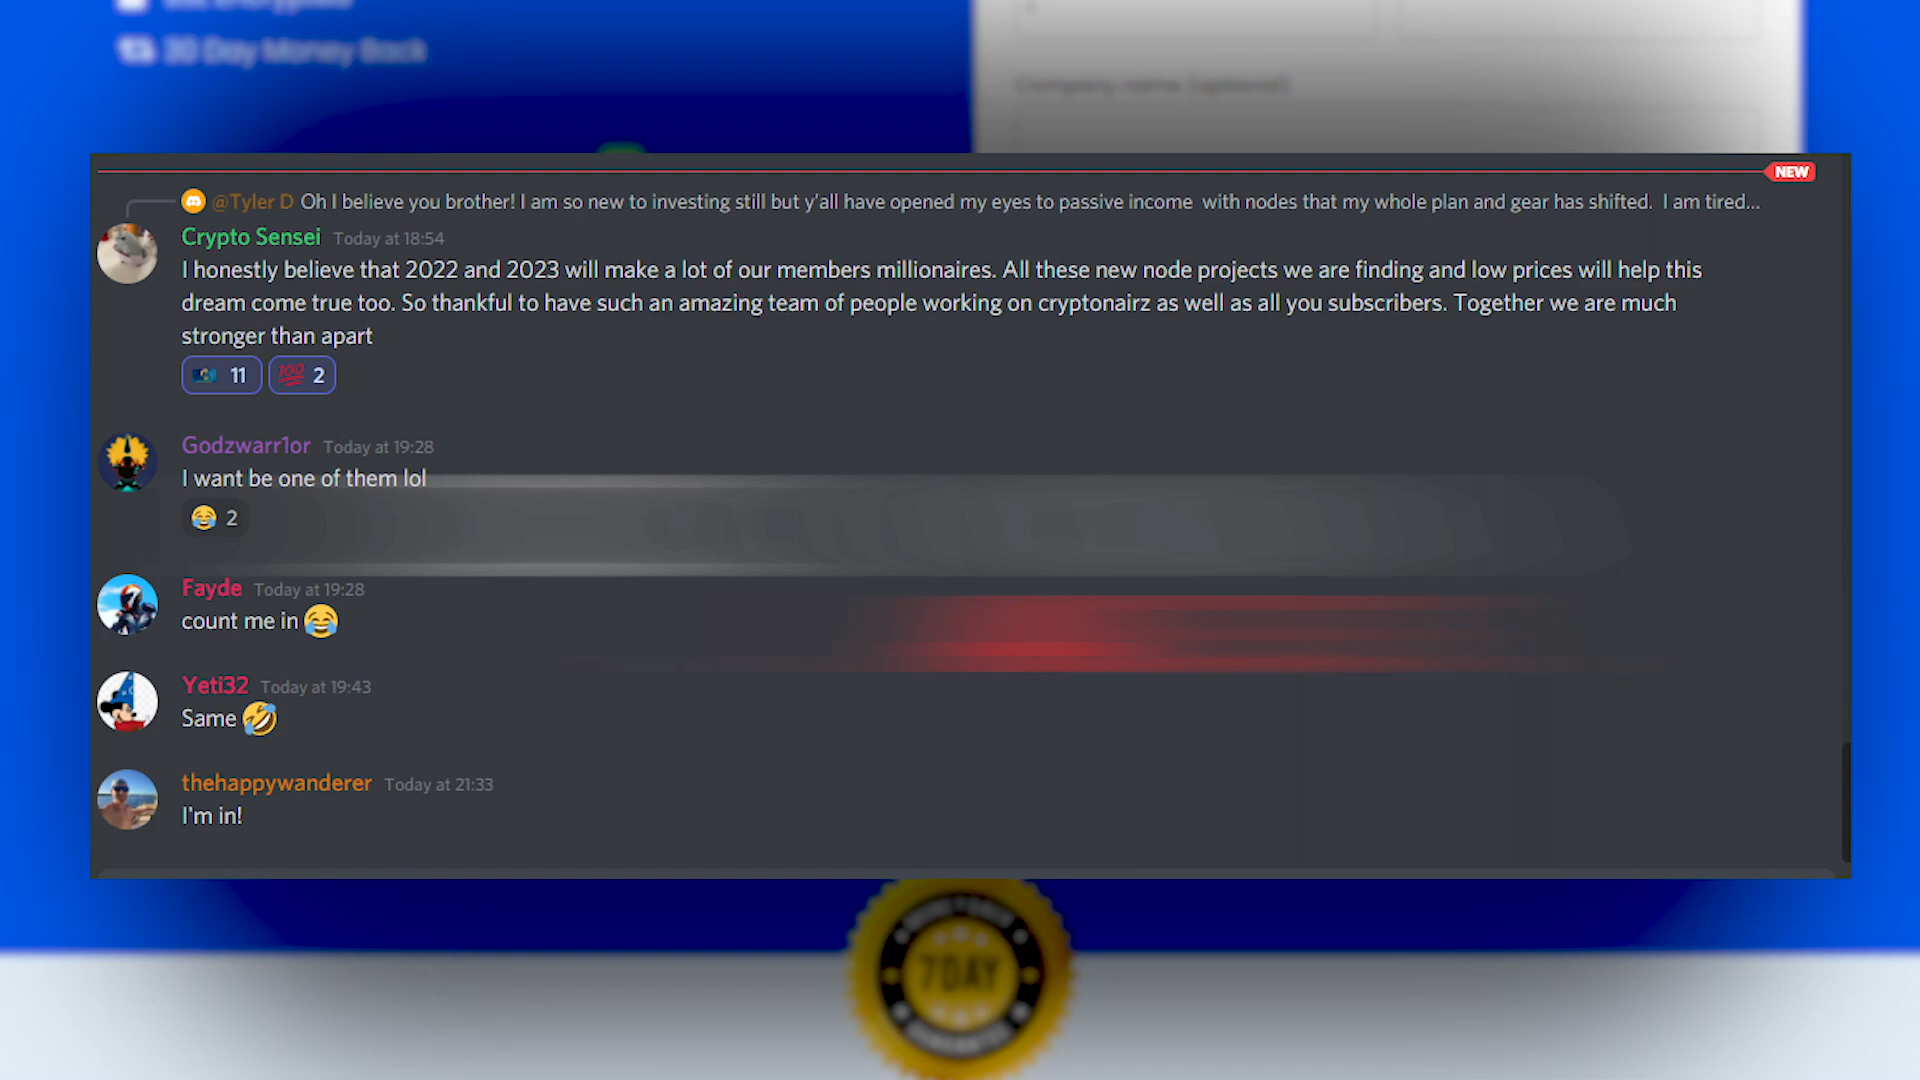 30 Day Money Back
Company name (optional)
NEW
@Tyler D Oh I believe you brother! I am so new to investing still but y'all have opened my eyes to passive income with nodes that my whole plan and gear has shifted. I am tired...
Crypto Sensei Today at 18:54
I honestly believe that 2022 and 2023 will make a lot of our members millionaires. All these new node projects we are finding and low prices will help this
dream come true too. So thankful to have such an amazing team of people working on cryptonairz as well as all you subscribers. Together we are much
stronger than apart
11 💯 2
Godzwarr1or Today at 19:28
I want be one of them lol
😂 2
Fayde Today at 19:28
count me in 😂
Yeti32 Today at 19:43
Same 🤣
thehappywanderer Today at 21:33
I'm in!
7 DAY